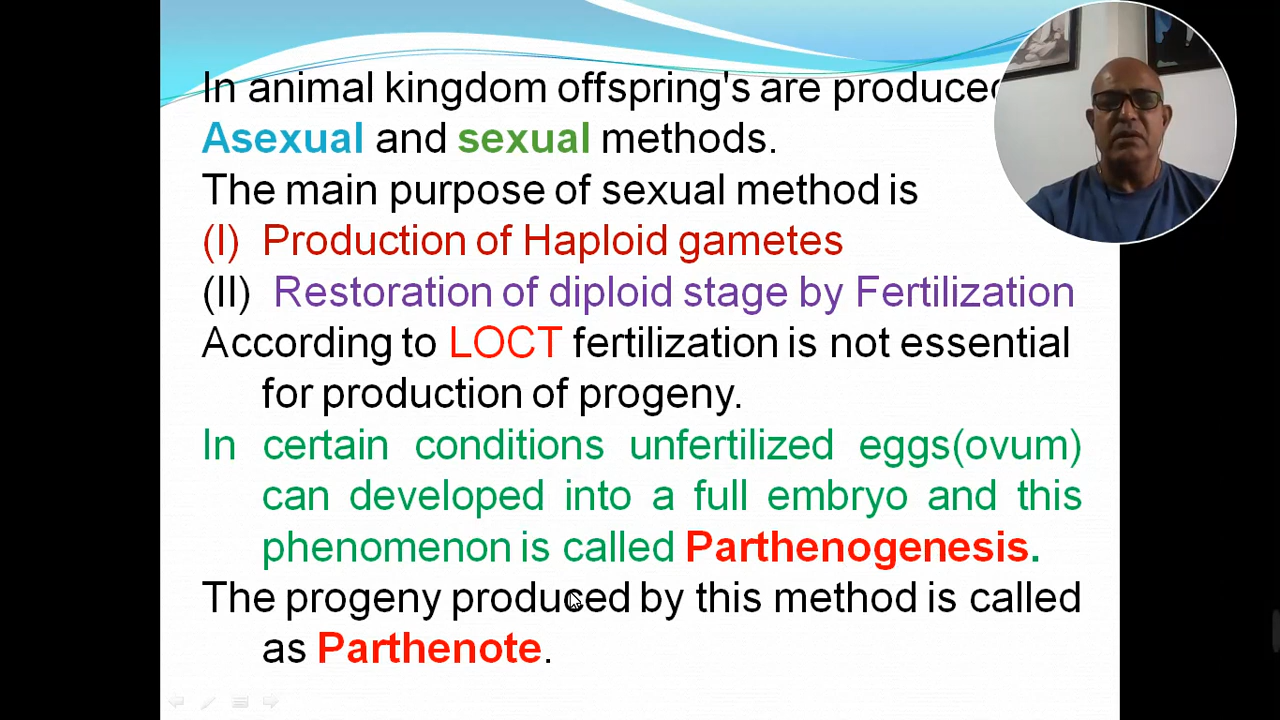 In animal kingdom offspring's are
Asexual and sexual methods.
The main purpose of sexual method is
(I) Production of Haploid gametes
(II) Restoration of diploid stage by Fertilization
According to LOCT fertilization is not essential
for production of progeny.
In certain conditions unfertilized eggs(ovum)
can developed into a full embryo and this
phenomenon is called Parthenogenesis.
The progeny produced by this method is called
as Parthenote.